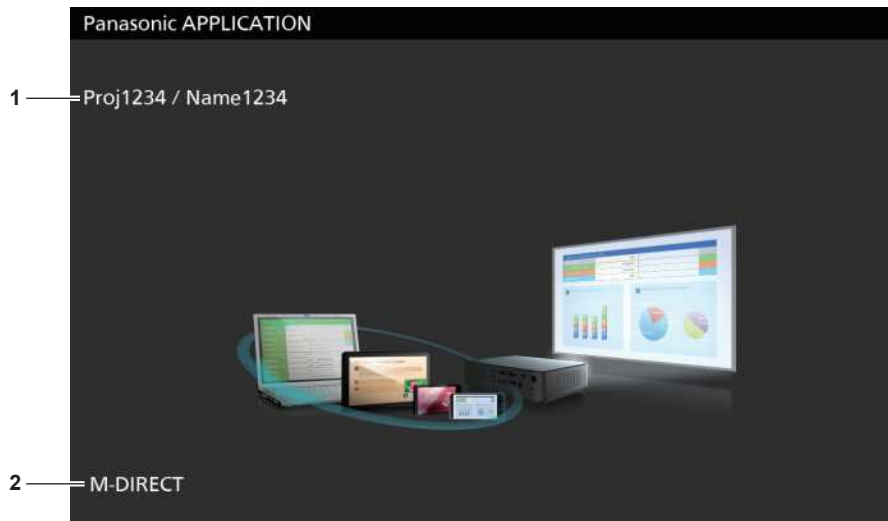 Panasonic APPLICATION
1
Proj1234 / Name1234
2
M-DIRECT